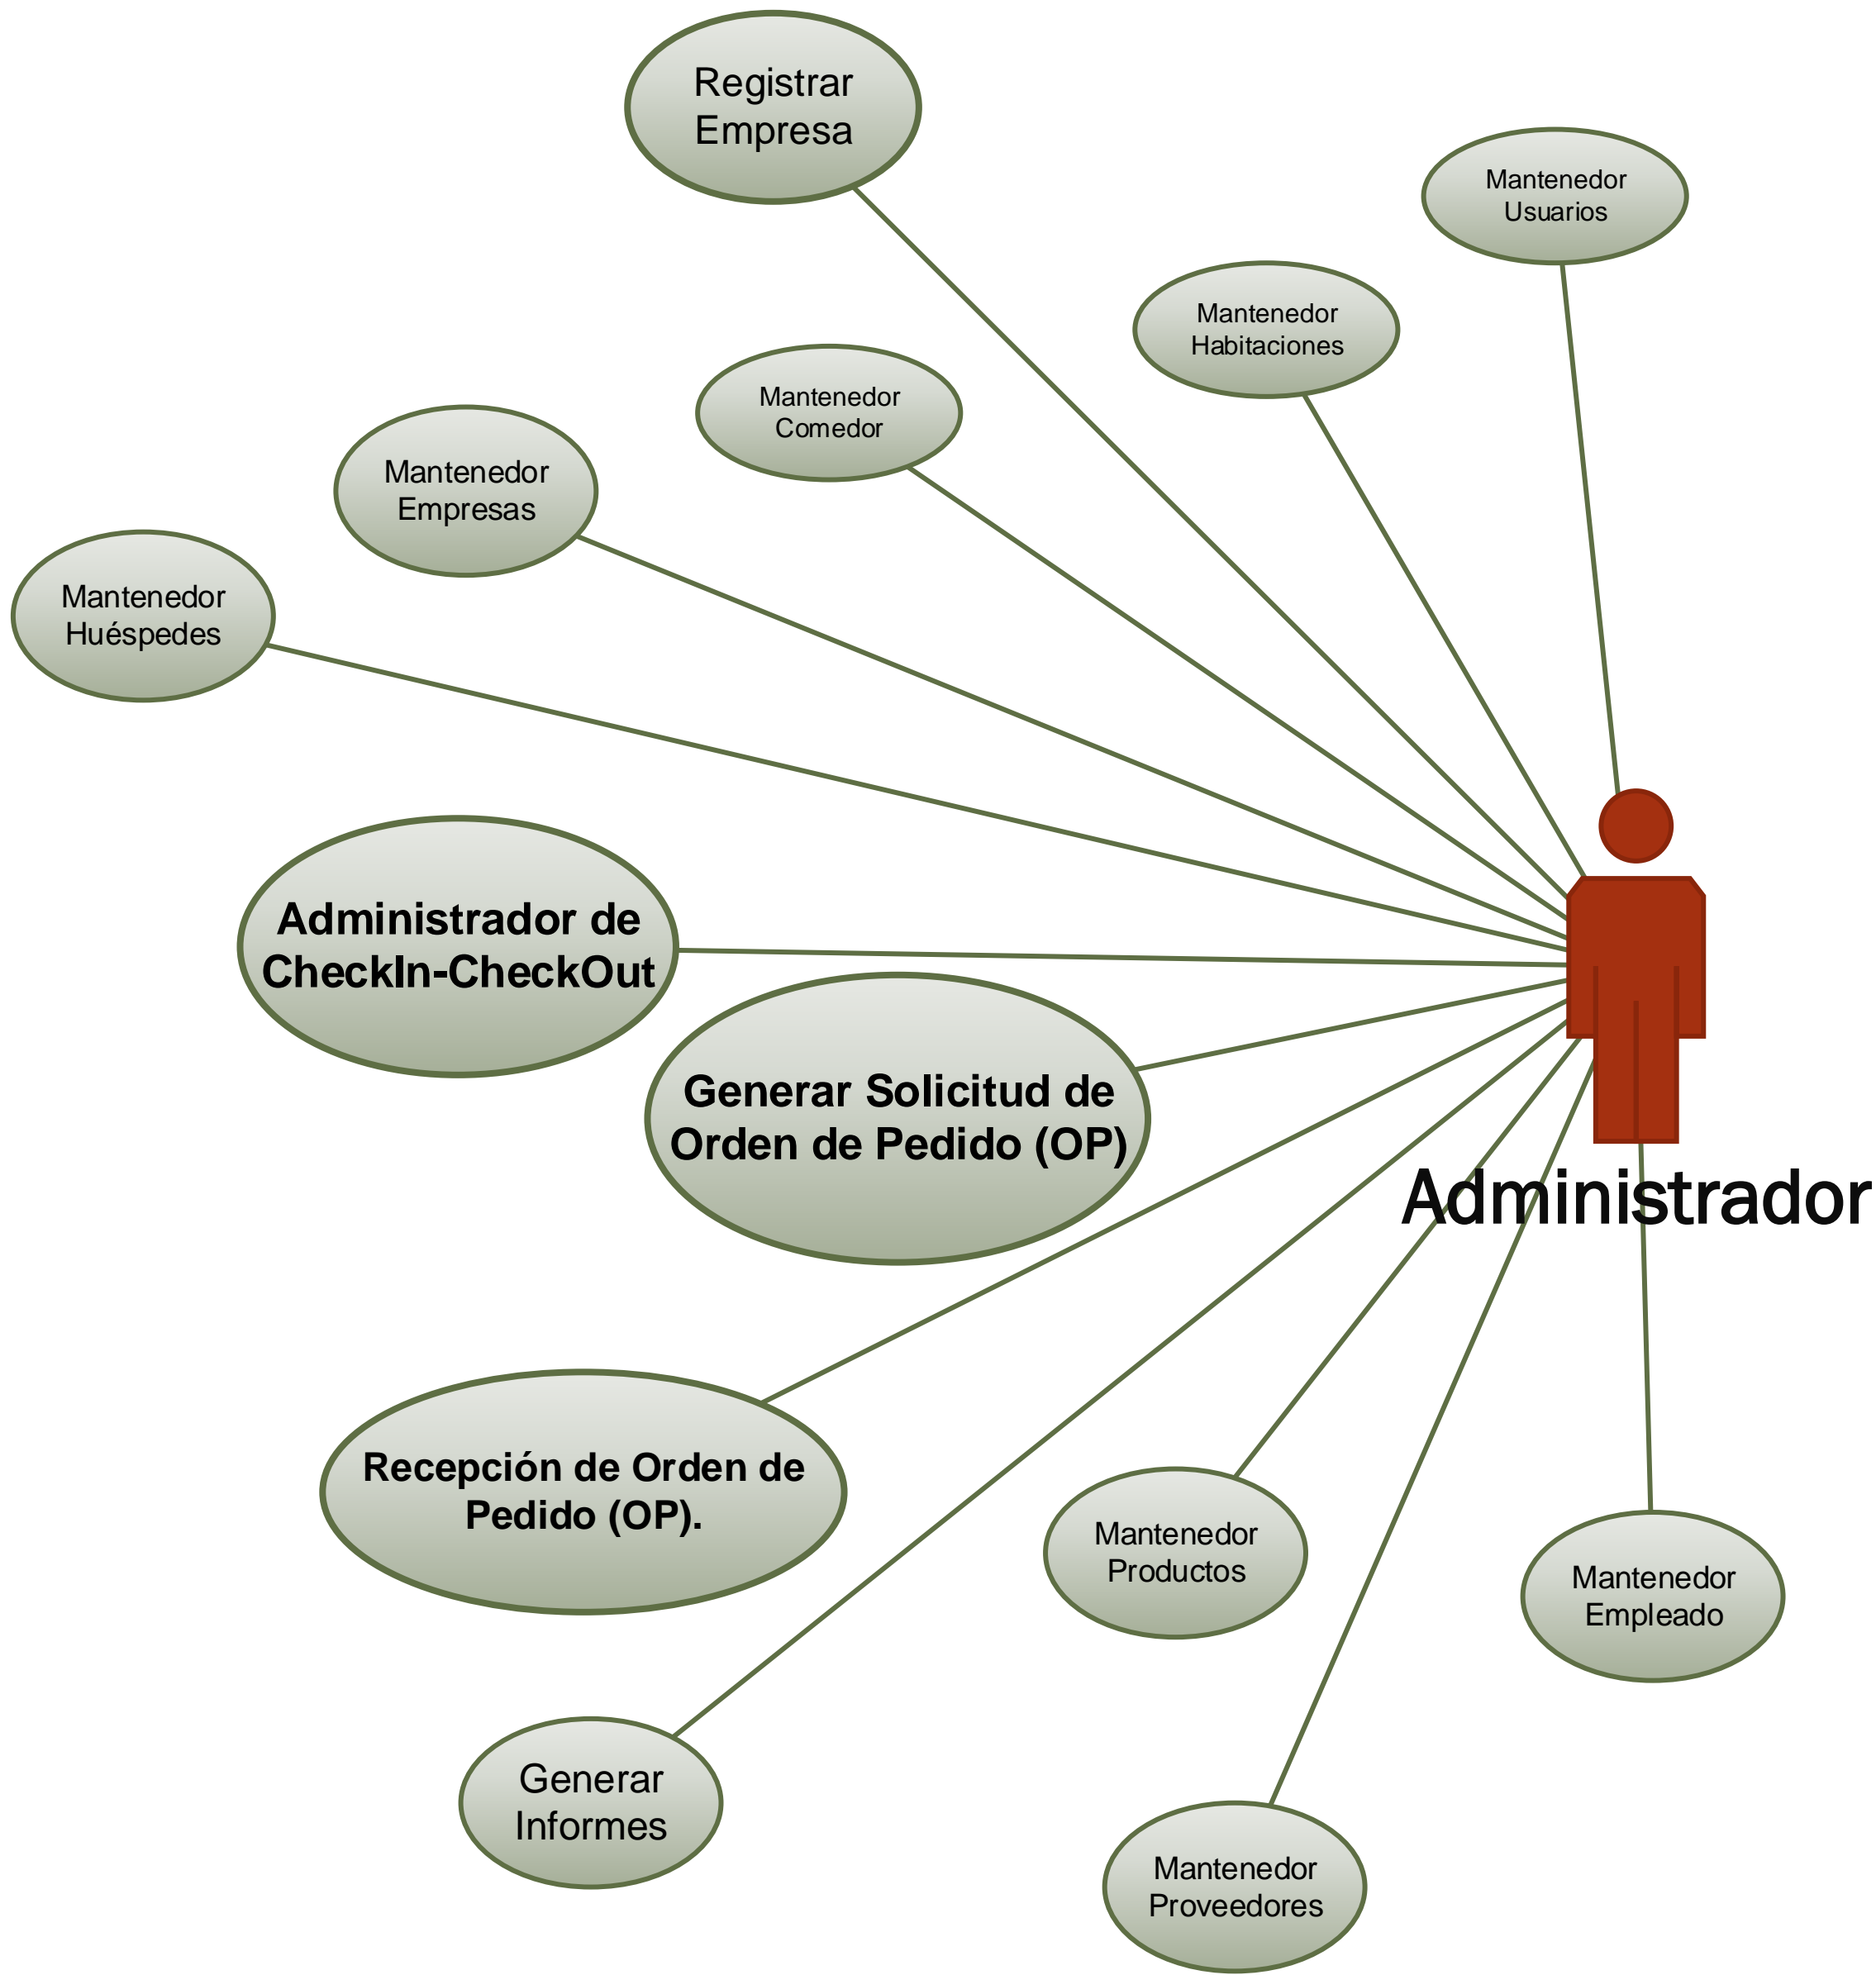 Registrar
Empresa
Mantenedor
Usuarios
Mantenedor
Habitaciones
Mantenedor
Comedor
Mantenedor
Empresas
Mantenedor
Huéspedes
Administrador de
CheckIn-CheckOut
Generar Solicitud de
Orden de Pedido (OP)
Administrador
Recepción de Orden de
Pedido (OP).
Mantenedor
Productos
Mantenedor
Empleado
Generar
Informes
Mantenedor
Proveedores